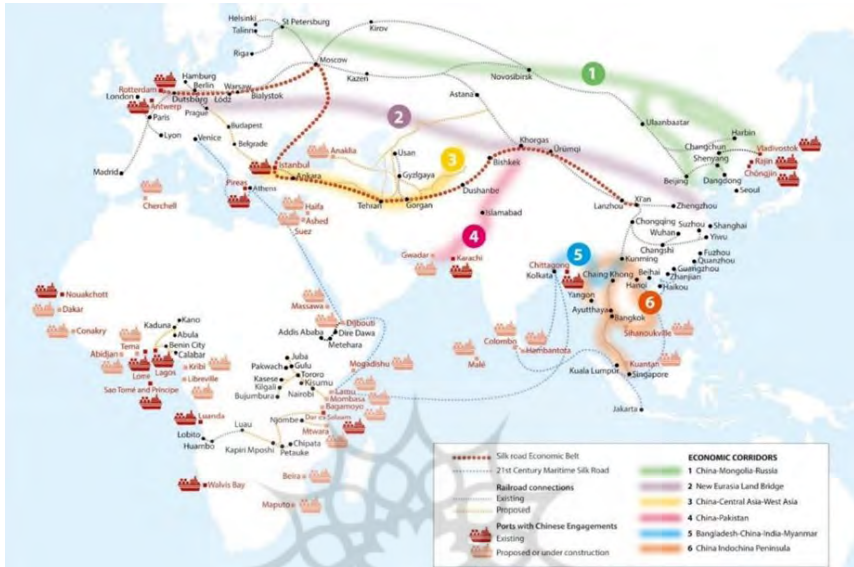 Helsinki
St Petersburg
Talinn
Riga
Kirov
Moscow
Kazen
Novosibirsk
1
Hamburg
Rotterdam
Berlin
Warsaw
London
Dutsburg
Lódz
Bialystok
Antwerp
Prague
Paris
Astana
2
Ulaanbaatar
Harbin
Lyon
Venice
Budapest
Belgrade
Anaklia
Usan
3
Khorgas
Ürümqi
Changchun
Vladivostok
Shenyang
Rajin
Madrid
Istanbul
Ankara
Gyzlgaya
Bishkek
Dangdong
Chongjin
Beijing
Seoul
Pireas
Athens
Tehran
Gorgan
Dushanbe
Lanzhou
Xi'an
Zhengzhou
Cherchell
Haifa
Ashed
Suez
Islamabad
Chongqing
Suzhou
Shanghai
Wuhan
Yiwu
4
Changshi
Gwadar
Karachi
5
Kunming
Fuzhou
Quanzhou
Chittagong
Kolkata
Chaing Khong
Beihai
Guangzhou
Zhanjian
Hanoi
Haikou
Nouakchott
Massawa
Yangon
6
Dakar
Kano
Djibouti
Ayutthaya
Bangkok
Conakry
Kaduna
Addis Ababa
Dire Dawa
Sihanoukville
Tema
Abula
Metehara
Colombo
Hambantota
Abidjan
Benin City
Calabar
Juba
Mogadishu
Malé
Kuantan
Lome
Lagos
Kribi
Pakwach
Gulu
Kuala Lumpur
Singapore
Libreville
Kasese
Tororo
Sao Tomé and Principe
Kilgali
Kisumu
Lamu
Bujumbura
Nairobi
Mombasa
Bagamoyo
Jakarta
Luanda
Njombe
Dar es Salaam
Luau
Mtwara
Lobito
Chipata
Huambo
Kapiri Mposhi
Petauke
Beira
Walvis Bay
Maputo
Silk road Economic Belt
21st Century Maritime Silk Road
Railroad connections
Existing
Proposed
Ports with Chinese Engagements
Existing
Proposed or under construction
ECONOMIC CORRIDORS
1 China-Mongolia-Russia
2 New Eurasia Land Bridge
3 China-Central Asia-West Asia
4 China-Pakistan
5 Bangladesh-China-India-Myanmar
6 China Indochina Peninsula